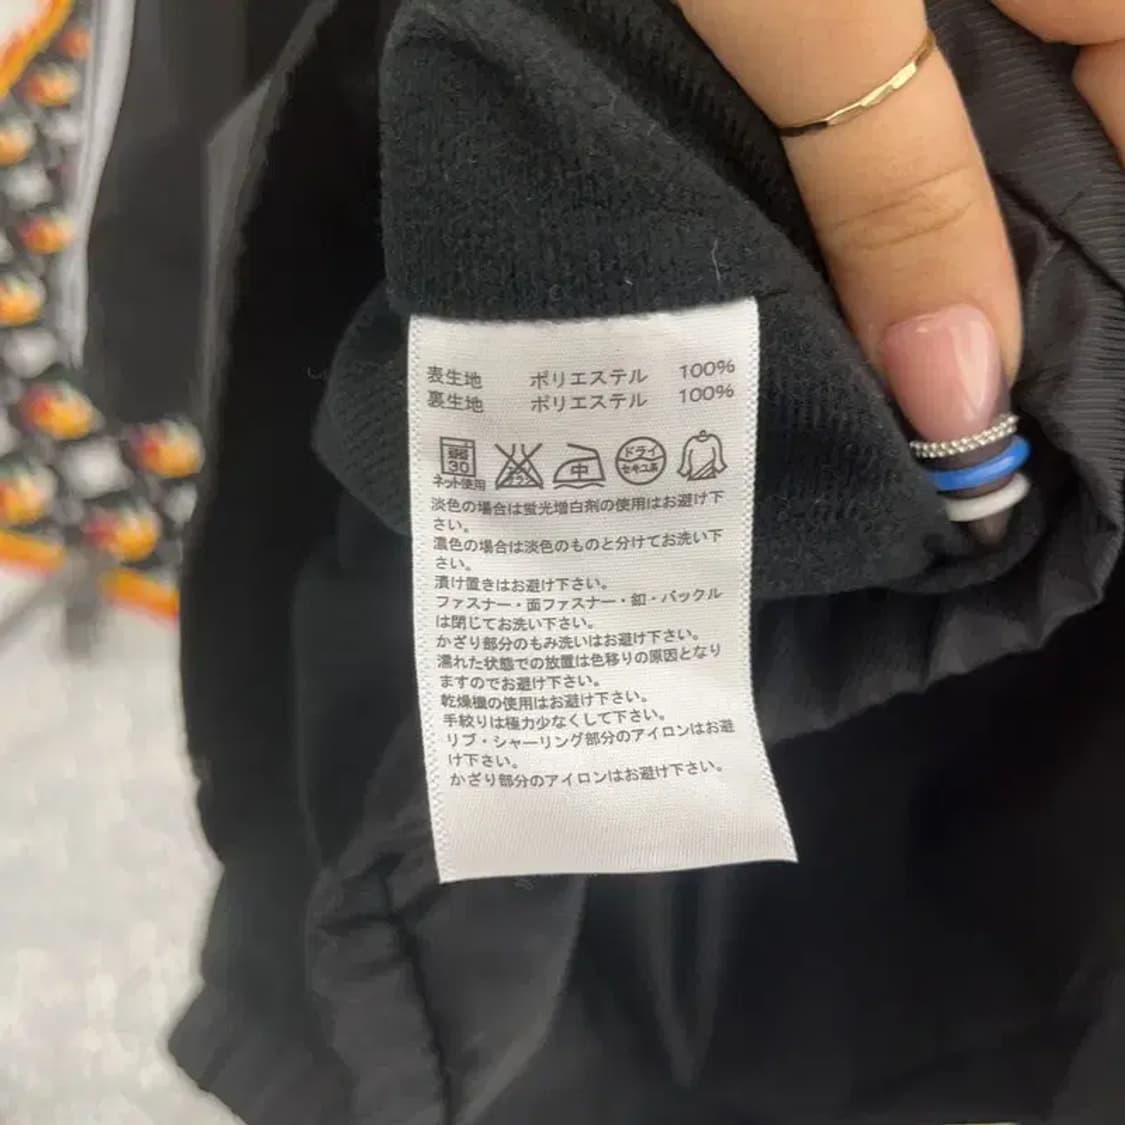 表生地 ポリエステル 100%
裏生地 ポリエステル 100%
弱 30 中 ドライ
エンソ サラシ セキユ系
ネット使用
淡色の場合は蛍光増白剤の使用はお避け下
さい。
濃色の場合は淡色のものと分けてお洗い下
さい。
漬け置きはお避け下さい。
ファスナー・面ファスナー・釦・バックル
は閉じてお洗い下さい。
かざり部分のもみ洗いはお避け下さい。
濡れた状態での放置は色移りの原因となり
ますのでお避け下さい。
乾燥機の使用はお避け下さい。
手絞りは極力少なくして下さい。
リブ・シャーリング部分のアイロンはお避
け下さい。
かざり部分のアイロンはお避け下さい。